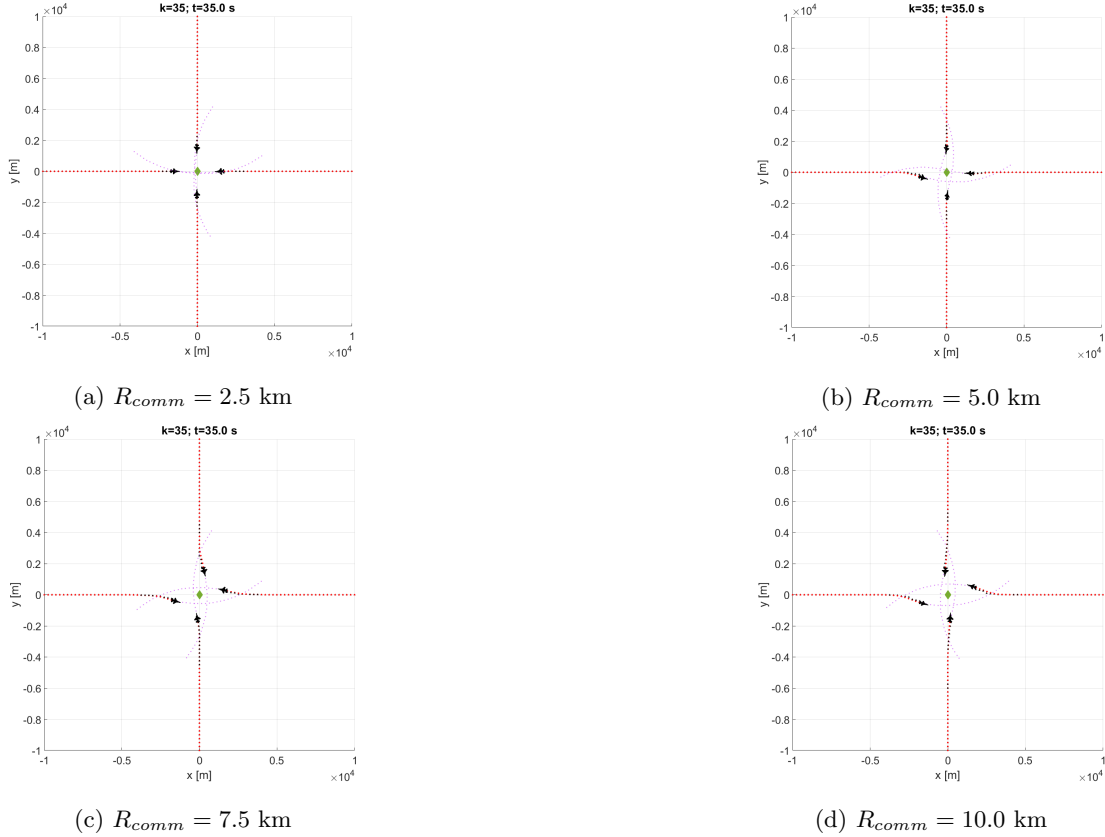 k=35; t=35.0 s
×10⁴
1
0.8
0.6
0.4
0.2
0
-0.2
-0.4
-0.6
-0.8
-1
y [m]
-1 -0.5 0 0.5 1
x [m]
×10⁴
(a) R_comm = 2.5 km
k=35; t=35.0 s
×10⁴
1
0.8
0.6
0.4
0.2
0
-0.2
-0.4
-0.6
-0.8
-1
y [m]
-1 -0.5 0 0.5 1
x [m]
×10⁴
(b) R_comm = 5.0 km
k=35; t=35.0 s
×10⁴
1
0.8
0.6
0.4
0.2
0
-0.2
-0.4
-0.6
-0.8
-1
y [m]
-1 -0.5 0 0.5 1
x [m]
×10⁴
(c) R_comm = 7.5 km
k=35; t=35.0 s
×10⁴
1
0.8
0.6
0.4
0.2
0
-0.2
-0.4
-0.6
-0.8
-1
y [m]
-1 -0.5 0 0.5 1
x [m]
×10⁴
(d) R_comm = 10.0 km